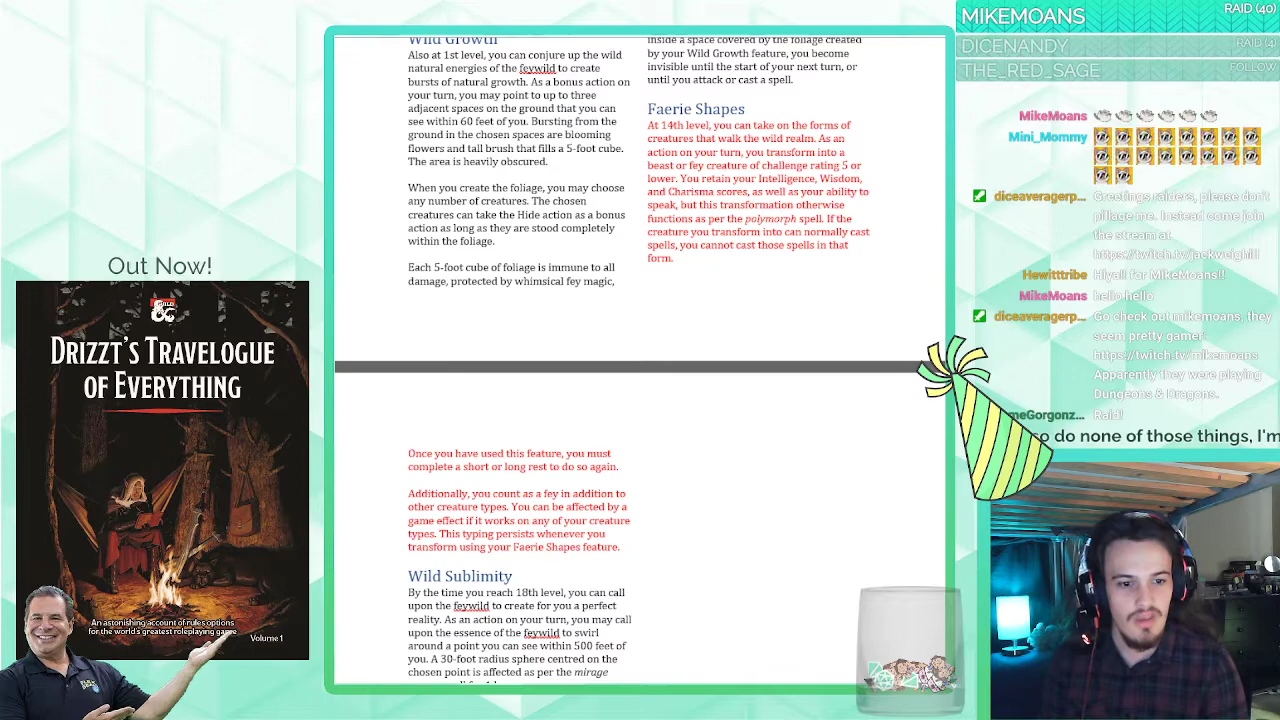 Out Now!
DRIZZT'S TRAVELOGUE
OF EVERYTHING
An astonishing account of rules options
for the world's greatest roleplaying game
Volume 1
Wild Growth
Also at 1st level, you can conjure up the wild
natural energies of the feywild to create
bursts of natural growth. As a bonus action on
your turn, you may point to up to three
adjacent spaces on the ground that you can
see within 60 feet of you. Bursting from the
ground in the chosen spaces are blooming
flowers and tall brush that fills a 5-foot cube.
The area is heavily obscured.
When you create the foliage, you may choose
any number of creatures. The chosen
creatures can take the Hide action as a bonus
action as long as they are stood completely
within the foliage.
Each 5-foot cube of foliage is immune to all
damage, protected by whimsical fey magic,
inside a space covered by the foliage created
by your Wild Growth feature, you become
invisible until the start of your next turn, or
until you attack or cast a spell.
Faerie Shapes
At 14th level, you can take on the forms of
creatures that walk the wild realm. As an
action on your turn, you transform into a
beast or fey creature of challenge rating 5 or
lower. You retain your Intelligence, Wisdom,
and Charisma scores, as well as your ability to
speak, but this transformation otherwise
functions as per the polymorph spell. If the
creature you transform into can normally cast
spells, you cannot cast those spells in that
form.
Once you have used this feature, you must
complete a short or long rest to do so again.
Additionally, you count as a fey in addition to
other creature types. You can be affected by a
game effect if it works on any of your creature
types. This typing persists whenever you
transform using your Faerie Shapes feature.
Wild Sublimity
By the time you reach 18th level, you can call
upon the feywild to create for you a perfect
reality. As an action on your turn, you may call
upon the essence of the feywild to swirl
around a point you can see within 500 feet of
you. A 30-foot radius sphere centred on the
chosen point is affected as per the mirage
MIKEMOANS RAID (40)
DICENANDY RAID (4)
THE_RED_SAGE FOLLOW
MikeMoans
Mini_Mommy
diceaveragerp... Greetings raiders, please don't
pillage me. Instead come join
the stream at
https://twitch.tv/jackweighill
Hewitttribe Hiya!! for MikeMoans!!
MikeMoans hello hello
diceaveragerp... Go check out mikemoans, they
seem pretty gamer
https://twitch.tv/mikemoans
Apparently they were playing
Dungeons & Dragons.
meGorgonz... Raid!
so do none of those things, I'm